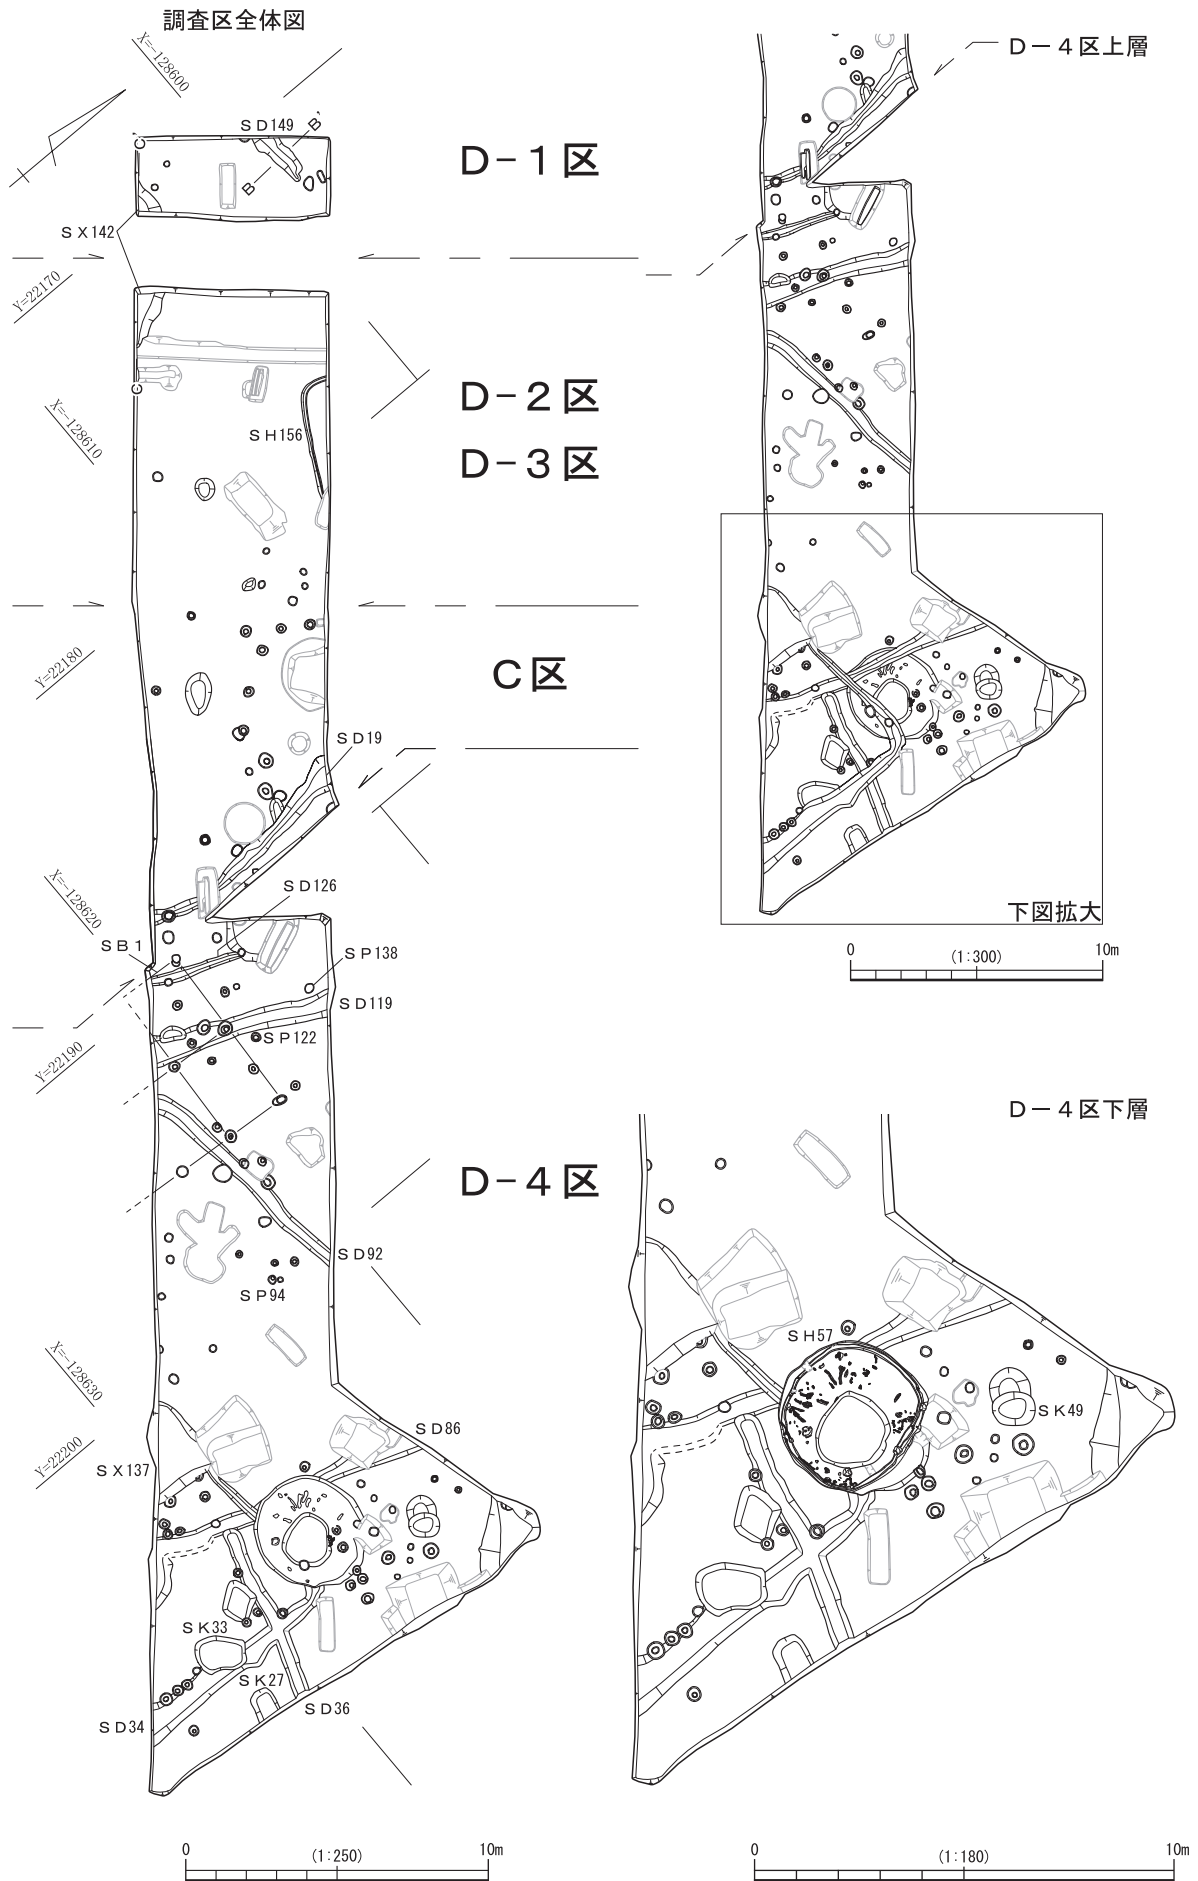 調査区全体図
X=-128600
SD149
B'
B
D-1区
SX142
Y=22170
D-2区
X=-128610
SH156
D-3区
C区
Y=22180
SD19
X=-128620
SD126
SB1
SP138
SD119
SP122
Y=22190
D-4区
SD92
SP94
X=-128630
SD86
SX137
Y=22200
SK33
SK27
SD36
SD34
0 (1:250) 10m
D-4区上層
下図拡大
0 (1:300) 10m
D-4区下層
SH57
SK49
0 (1:180) 10m